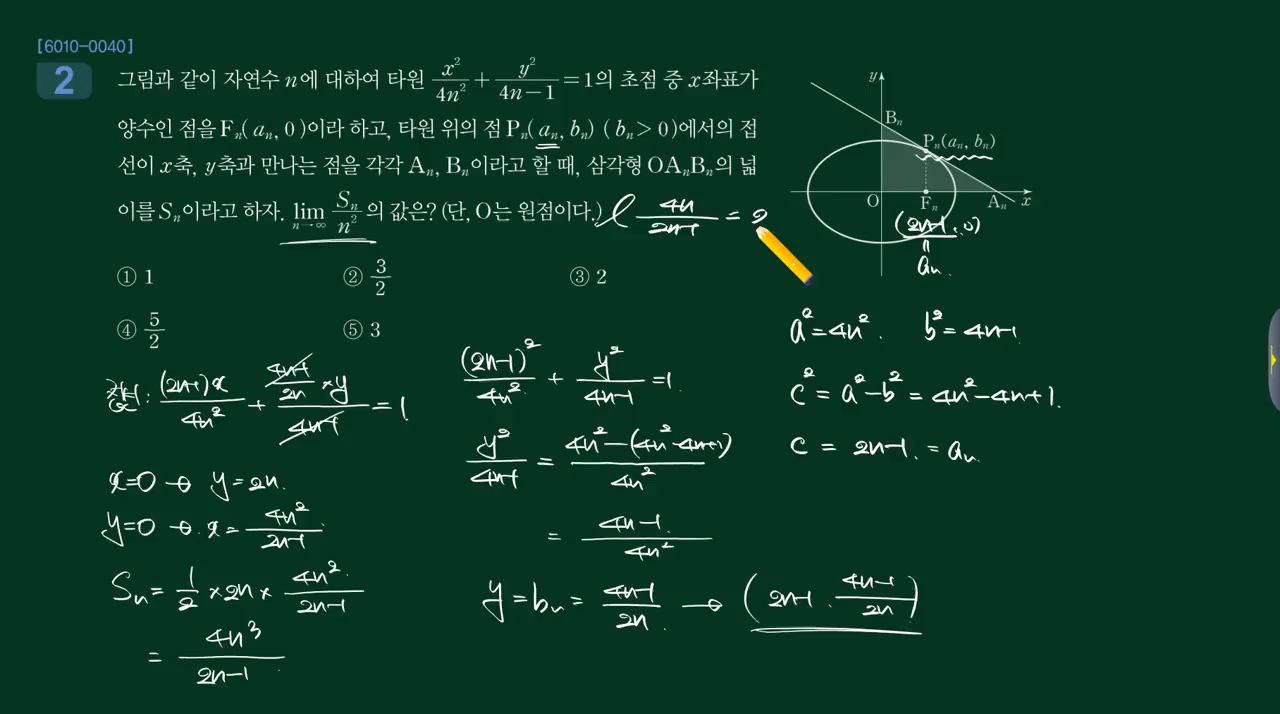 [6010-0040]
2 그림과 같이 자연수 n에 대하여 타원 x²/4n² + y²/(4n-1) = 1의 초점 중 x좌표가
양수인 점을 Fₙ(aₙ, 0)이라 하고, 타원 위의 점 Pₙ(aₙ, bₙ) (bₙ > 0)에서의 접
선이 x축, y축과 만나는 점을 각각 Aₙ, Bₙ이라고 할 때, 삼각형 OAₙBₙ의 넓
이를 Sₙ이라고 하자. lim n→∞ Sₙ/n² 의 값은? (단, O는 원점이다.) l 4n/(2n-1) = 2
① 1 ② 3/2 ③ 2
④ 5/2 ⑤ 3
y
Bₙ
Pₙ(aₙ, bₙ)
O Fₙ Aₙ x
(2n-1, 0)
"
aₙ
a² = 4n². b² = 4n-1
c² = a² - b² = 4n² - 4n + 1.
c = 2n-1. = aₙ
(2n-1)²/4n² + y²/(4n-1) = 1.
y²/(4n-1) = (4n² - (4n² - 4n+1))/4n²
= (4n-1)/4n²
y = bₙ = (4n-1)/2n → (2n-1, (4n-1)/2n)
: (2n-1)x/4n² + ((4n-1)/2n × y)/(4n-1) = 1
x=0 → y = 2n.
y=0 → x = 4n²/(2n-1)
Sₙ = 1/2 × 2n × 4n²/(2n-1)
= 4n³/(2n-1)